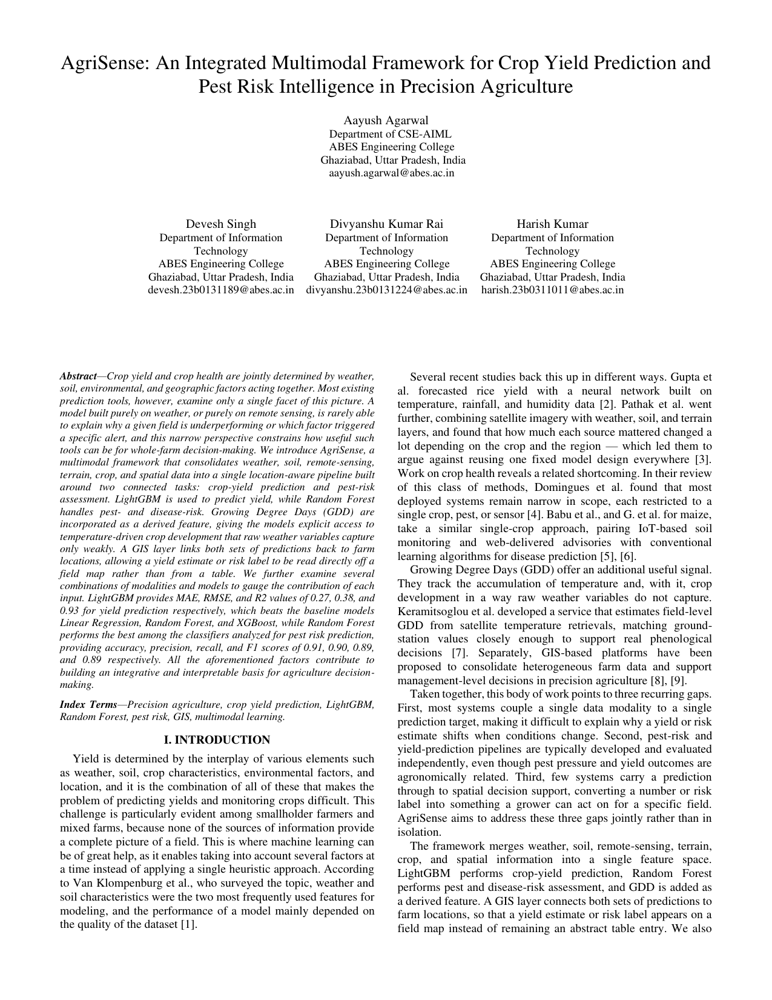 AgriSense: An Integrated Multimodal Framework for Crop Yield Prediction and
Pest Risk Intelligence in Precision Agriculture
Aayush Agarwal
Department of CSE-AIML
ABES Engineering College
Ghaziabad, Uttar Pradesh, India
aayush.agarwal@abes.ac.in
Devesh Singh
Department of Information
Technology
ABES Engineering College
Ghaziabad, Uttar Pradesh, India
devesh.23b0131189@abes.ac.in
Divyanshu Kumar Rai
Department of Information
Technology
ABES Engineering College
Ghaziabad, Uttar Pradesh, India
divyanshu.23b0131224@abes.ac.in
Harish Kumar
Department of Information
Technology
ABES Engineering College
Ghaziabad, Uttar Pradesh, India
harish.23b0311011@abes.ac.in
Abstract—Crop yield and crop health are jointly determined by weather,
soil, environmental, and geographic factors acting together. Most existing
prediction tools, however, examine only a single facet of this picture. A
model built purely on weather, or purely on remote sensing, is rarely able
to explain why a given field is underperforming or which factor triggered
a specific alert, and this narrow perspective constrains how useful such
tools can be for whole-farm decision-making. We introduce AgriSense, a
multimodal framework that consolidates weather, soil, remote-sensing,
terrain, crop, and spatial data into a single location-aware pipeline built
around two connected tasks: crop-yield prediction and pest-risk
assessment. LightGBM is used to predict yield, while Random Forest
handles pest- and disease-risk. Growing Degree Days (GDD) are
incorporated as a derived feature, giving the models explicit access to
temperature-driven crop development that raw weather variables capture
only weakly. A GIS layer links both sets of predictions back to farm
locations, allowing a yield estimate or risk label to be read directly off a
field map rather than from a table. We further examine several
combinations of modalities and models to gauge the contribution of each
input. LightGBM provides MAE, RMSE, and R2 values of 0.27, 0.38, and
0.93 for yield prediction respectively, which beats the baseline models
Linear Regression, Random Forest, and XGBoost, while Random Forest
performs the best among the classifiers analyzed for pest risk prediction,
providing accuracy, precision, recall, and F1 scores of 0.91, 0.90, 0.89,
and 0.89 respectively. All the aforementioned factors contribute to
building an integrative and interpretable basis for agriculture decision-
making.
Index Terms—Precision agriculture, crop yield prediction, LightGBM,
Random Forest, pest risk, GIS, multimodal learning.
I. INTRODUCTION
Yield is determined by the interplay of various elements such
as weather, soil, crop characteristics, environmental factors, and
location, and it is the combination of all of these that makes the
problem of predicting yields and monitoring crops difficult. This
challenge is particularly evident among smallholder farmers and
mixed farms, because none of the sources of information provide
a complete picture of a field. This is where machine learning can
be of great help, as it enables taking into account several factors at
a time instead of applying a single heuristic approach. According
to Van Klompenburg et al., who surveyed the topic, weather and
soil characteristics were the two most frequently used features for
modeling, and the performance of a model mainly depended on
the quality of the dataset [1].
Several recent studies back this up in different ways. Gupta et
al. forecasted rice yield with a neural network built on
temperature, rainfall, and humidity data [2]. Pathak et al. went
further, combining satellite imagery with weather, soil, and terrain
layers, and found that how much each source mattered changed a
lot depending on the crop and the region — which led them to
argue against reusing one fixed model design everywhere [3].
Work on crop health reveals a related shortcoming. In their review
of this class of methods, Domingues et al. found that most
deployed systems remain narrow in scope, each restricted to a
single crop, pest, or sensor [4]. Babu et al., and G. et al. for maize,
take a similar single-crop approach, pairing IoT-based soil
monitoring and web-delivered advisories with conventional
learning algorithms for disease prediction [5], [6].
Growing Degree Days (GDD) offer an additional useful signal.
They track the accumulation of temperature and, with it, crop
development in a way raw weather variables do not capture.
Keramitsoglou et al. developed a service that estimates field-level
GDD from satellite temperature retrievals, matching ground-
station values closely enough to support real phenological
decisions [7]. Separately, GIS-based platforms have been
proposed to consolidate heterogeneous farm data and support
management-level decisions in precision agriculture [8], [9].
Taken together, this body of work points to three recurring gaps.
First, most systems couple a single data modality to a single
prediction target, making it difficult to explain why a yield or risk
estimate shifts when conditions change. Second, pest-risk and
yield-prediction pipelines are typically developed and evaluated
independently, even though pest pressure and yield outcomes are
agronomically related. Third, few systems carry a prediction
through to spatial decision support, converting a number or risk
label into something a grower can act on for a specific field.
AgriSense aims to address these three gaps jointly rather than in
isolation.
The framework merges weather, soil, remote-sensing, terrain,
crop, and spatial information into a single feature space.
LightGBM performs crop-yield prediction, Random Forest
performs pest and disease-risk assessment, and GDD is added as
a derived feature. A GIS layer connects both sets of predictions to
farm locations, so that a yield estimate or risk label appears on a
field map instead of remaining an abstract table entry. We also